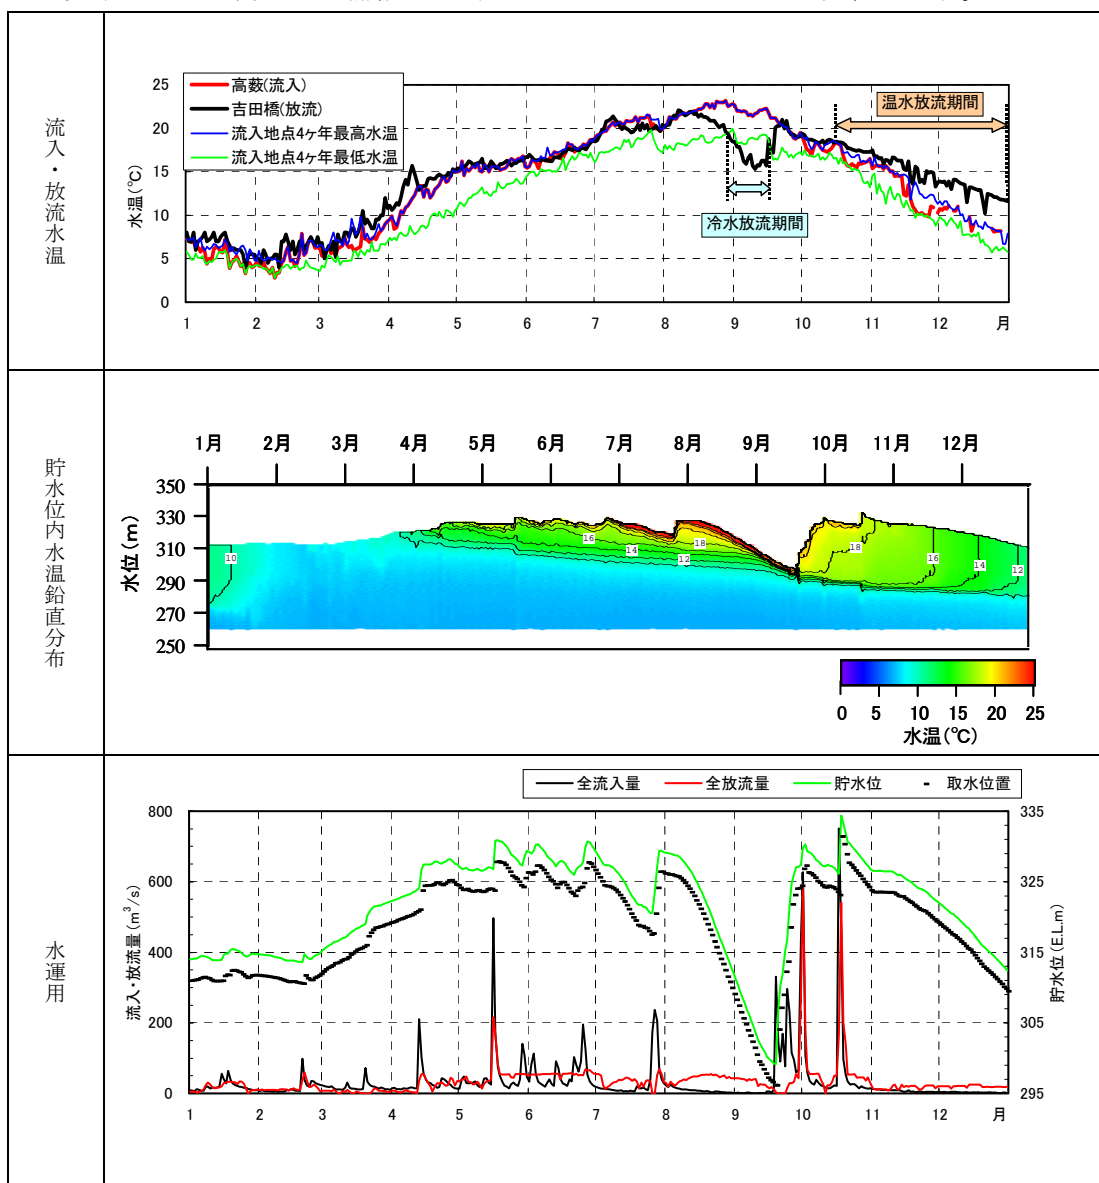 流入・放流水温
25
20
15
10
5
0
水温(℃)
高薮(流入)
吉田橋(放流)
流入地点4ヶ年最高水温
流入地点4ヶ年最低水温
温水放流期間
冷水放流期間
1 2 3 4 5 6 7 8 9 10 11 12 月
貯水位内水温鉛直分布
1月 2月 3月 4月 5月 6月 7月 8月 9月 10月 11月 12月
350
330
310
290
270
250
水位(m)
10
16
14
12
18
18
16
14
12
0 5 10 15 20 25
水温(℃)
水運用
全流入量 全放流量 貯水位 取水位置
800
600
400
200
0
流入・放流量(m³/s)
335
325
315
305
295
貯水位(E.L.m)
1 2 3 4 5 6 7 8 9 10 11 12 月